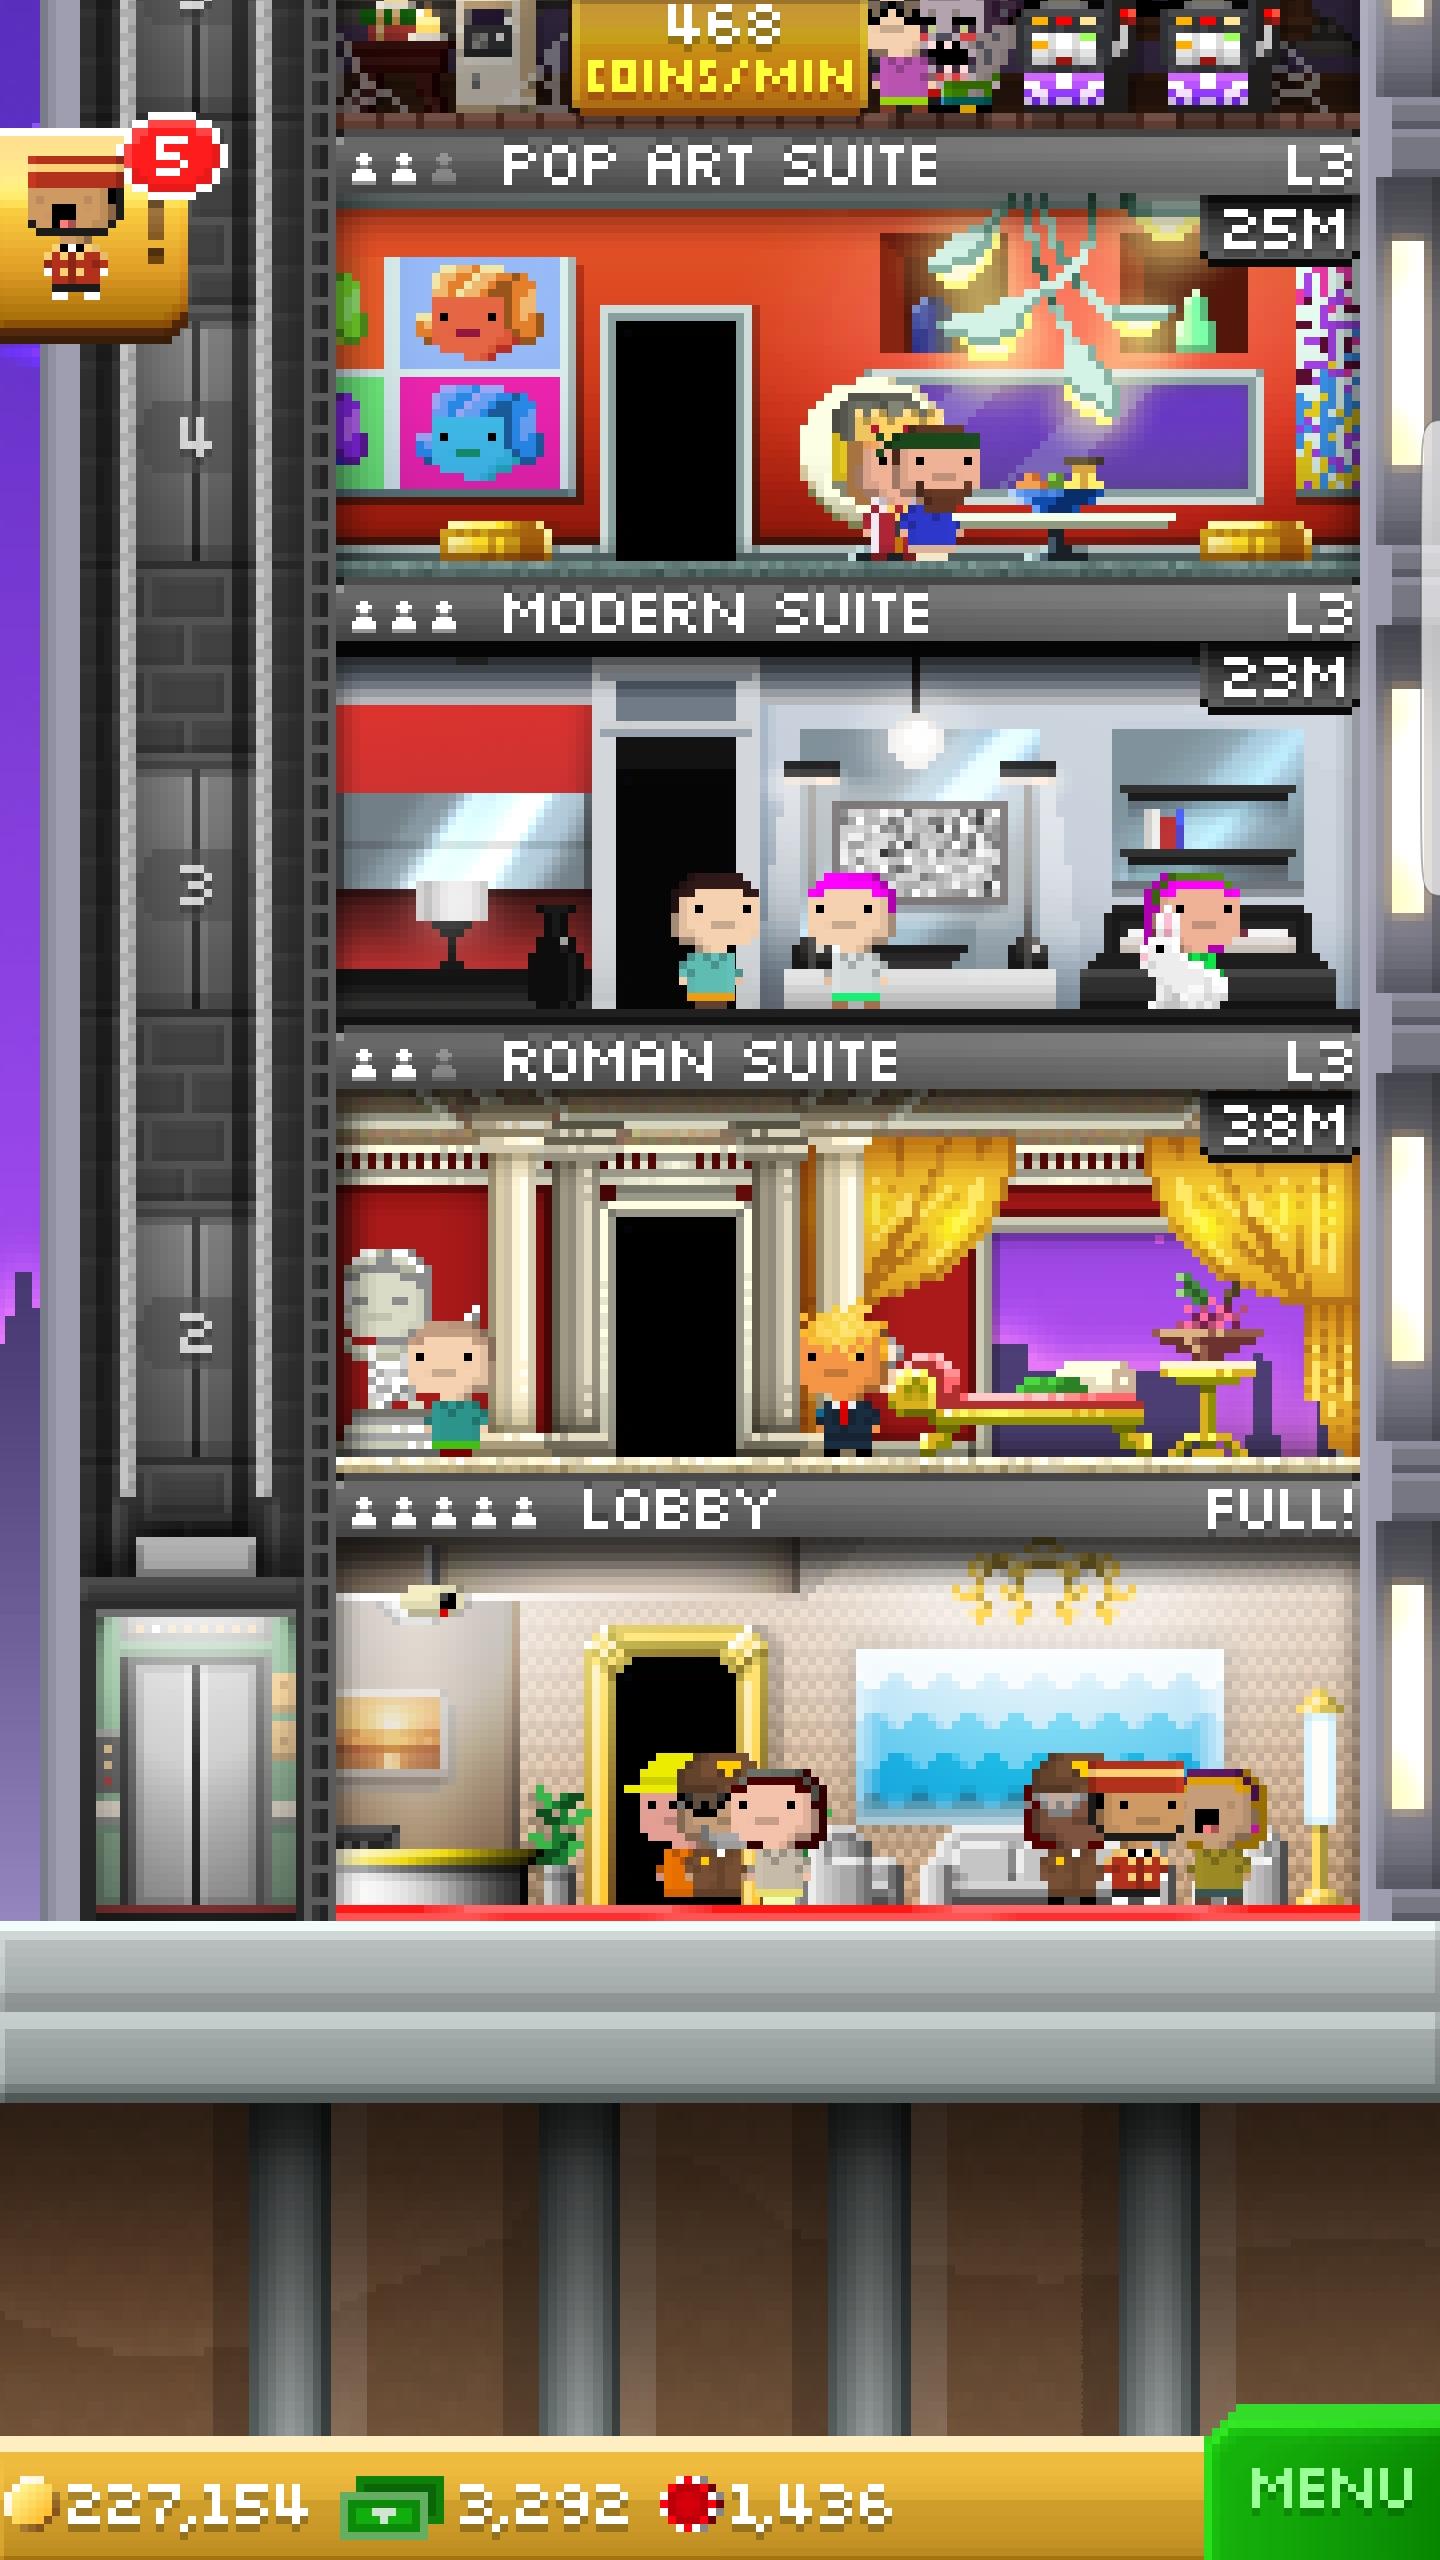 468
COINS/MIN
5
POP ART SUITE L3
25M
4
MODERN SUITE L3
23M
3
ROMAN SUITE L3
38M
2
LOBBY FULL!
MENU
227,154 3,292 1,436